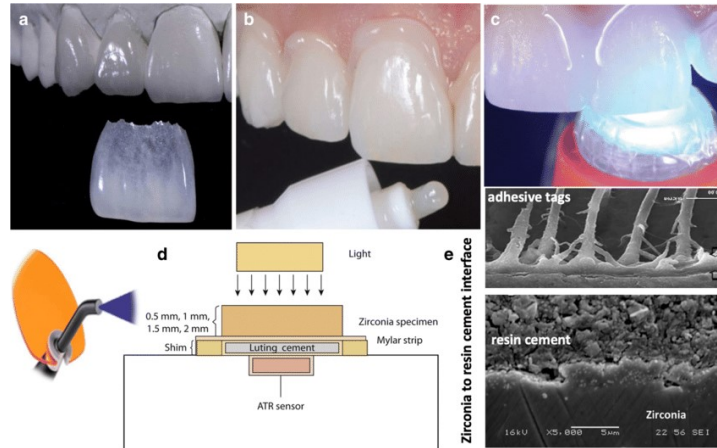 a
b
c
d
Light
0.5 mm, 1 mm,
1.5 mm, 2 mm
Zirconia specimen
Mylar strip
Shim
Luting cement
ATR sensor
e
Zirconia to resin cement interface
adhesive tags
resin cement
Zirconia
16kV X5,000 5μm 22 56 SEI